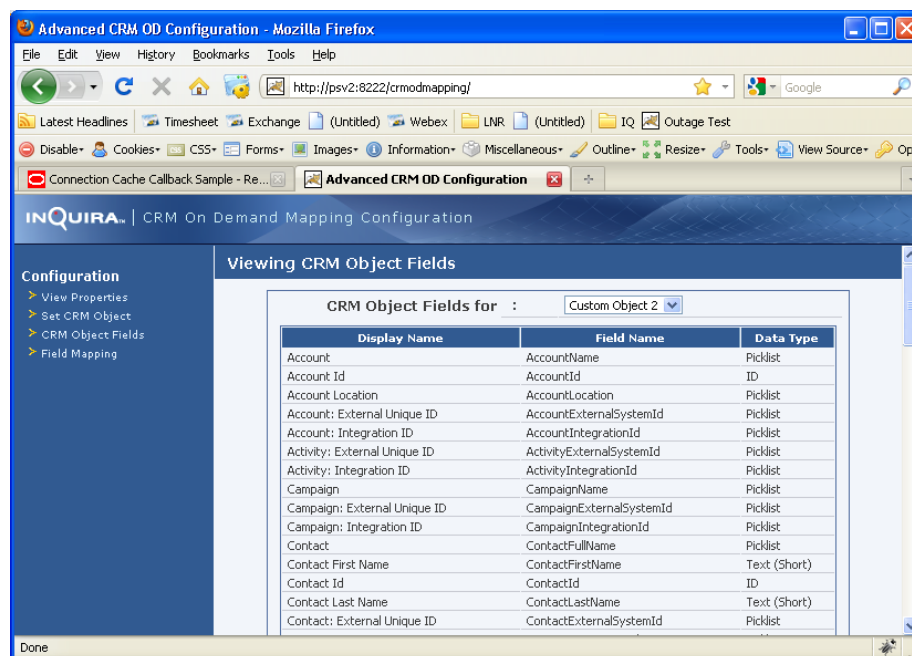 Advanced CRM OD Configuration - Mozilla Firefox
File Edit View History Bookmarks Tools Help
http://psv2:8222/crmodmapping/ Google
Latest Headlines Timesheet Exchange (Untitled) Webex LNR (Untitled) IQ Outage Test
Disable Cookies CSS Forms Images Information Miscellaneous Outline Resize Tools View Source Op
Connection Cache Callback Sample - Re... Advanced CRM OD Configuration
INQUIRA™ | CRM On Demand Mapping Configuration
Configuration
View Properties
Set CRM Object
CRM Object Fields
Field Mapping
Viewing CRM Object Fields
CRM Object Fields for : Custom Object 2
Display Name Field Name Data Type
Account AccountName Picklist
Account Id AccountId ID
Account Location AccountLocation Picklist
Account: External Unique ID AccountExternalSystemId Picklist
Account: Integration ID AccountIntegrationId Picklist
Activity: External Unique ID ActivityExternalSystemId Picklist
Activity: Integration ID ActivityIntegrationId Picklist
Campaign CampaignName Picklist
Campaign: External Unique ID CampaignExternalSystemId Picklist
Campaign: Integration ID CampaignIntegrationId Picklist
Contact ContactFullName Picklist
Contact First Name ContactFirstName Text (Short)
Contact Id ContactId ID
Contact Last Name ContactLastName Text (Short)
Contact: External Unique ID ContactExternalSystemId Picklist
Done